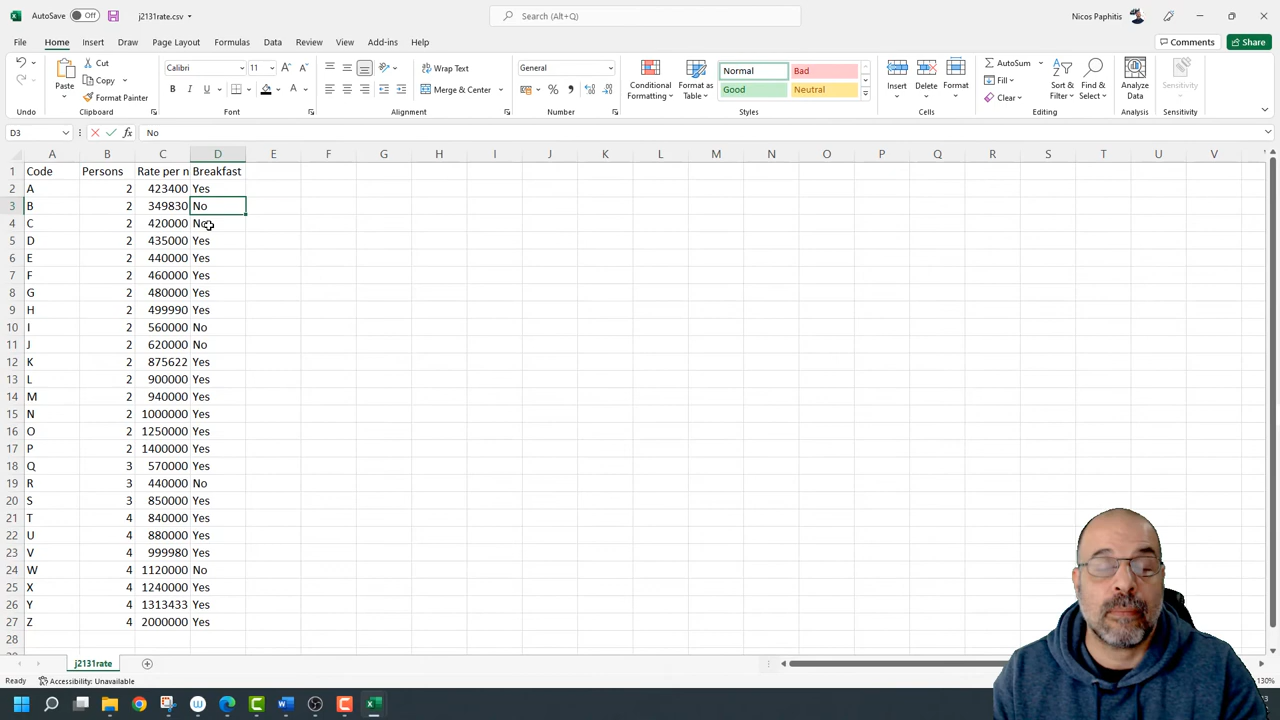 AutoSave Off j2131rate.csv Search (Alt+Q) Nicos Paphitis
File Home Insert Draw Page Layout Formulas Data Review View Add-ins Help Comments Share
Paste Cut Copy Format Painter
Calibri 11
Wrap Text Merge & Center
General
Conditional Formatting Format as Table
Normal Bad Good Neutral
Insert Delete Format
AutoSum Fill Clear Sort & Filter Find & Select
Analyze Data Sensitivity
Undo Clipboard Font Alignment Number Styles Cells Editing Analysis Sensitivity
D3 No
A B C D E F G H I J K L M N O P Q R S T U V
1 Code Persons Rate per n Breakfast
2 A 2 423400 Yes
3 B 2 349830 No
4 C 2 420000 No
5 D 2 435000 Yes
6 E 2 440000 Yes
7 F 2 460000 Yes
8 G 2 480000 Yes
9 H 2 499990 Yes
10 I 2 560000 No
11 J 2 620000 No
12 K 2 875622 Yes
13 L 2 900000 Yes
14 M 2 940000 Yes
15 N 2 1000000 Yes
16 O 2 1250000 Yes
17 P 2 1400000 Yes
18 Q 3 570000 Yes
19 R 3 440000 No
20 S 3 850000 Yes
21 T 4 840000 Yes
22 U 4 880000 Yes
23 V 4 999980 Yes
24 W 4 1120000 No
25 X 4 1240000 Yes
26 Y 4 1313433 Yes
27 Z 4 2000000 Yes
28
j2131rate
Ready Accessibility: Unavailable 130%